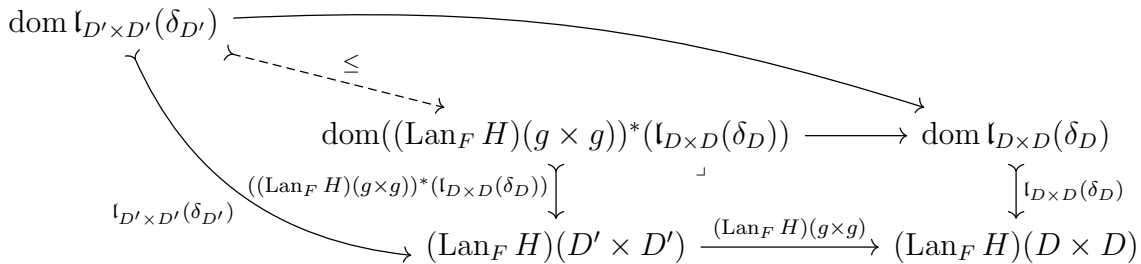 dom 𝔩_{D′×D′}(δ_{D′})
≤
dom((Lan_F H)(g × g))*(𝔩_{D×D}(δ_D)) dom 𝔩_{D×D}(δ_D)
((Lan_F H)(g×g))*(𝔩_{D×D}(δ_D)) 𝔩_{D×D}(δ_D)
𝔩_{D′×D′}(δ_{D′})
(Lan_F H)(g×g)
(Lan_F H)(D′ × D′) (Lan_F H)(D × D)